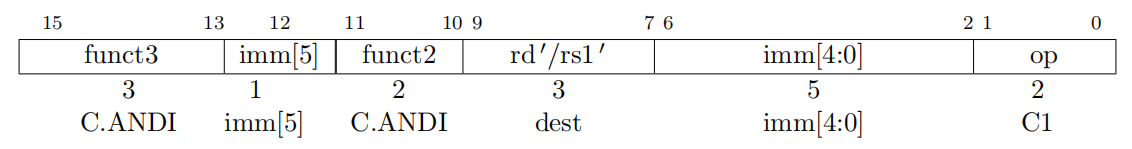 15 13 12 11 10 9 7 6 2 1 0
funct3 imm[5] funct2 rd′/rs1′ imm[4:0] op
3 1 2 3 5 2
C.ANDI imm[5] C.ANDI dest imm[4:0] C1